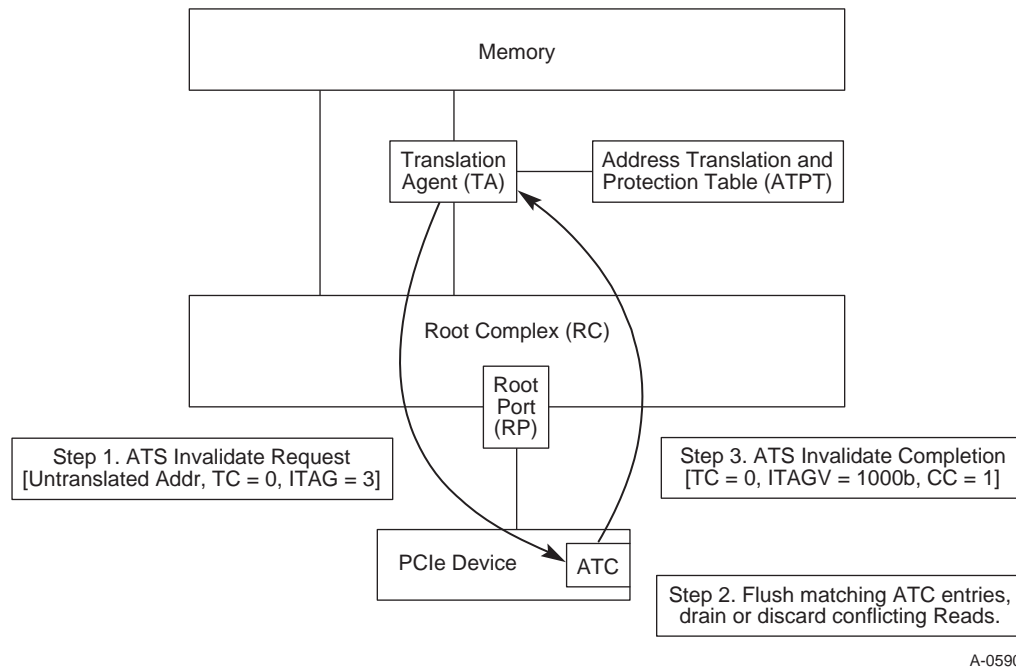 Memory
Translation
Agent (TA)
Address Translation and
Protection Table (ATPT)
Root Complex (RC)
Root
Port
(RP)
Step 1. ATS Invalidate Request
[Untranslated Addr, TC = 0, ITAG = 3]
Step 3. ATS Invalidate Completion
[TC = 0, ITAGV = 1000b, CC = 1]
PCIe Device
ATC
Step 2. Flush matching ATC entries,
drain or discard conflicting Reads.
A-0590